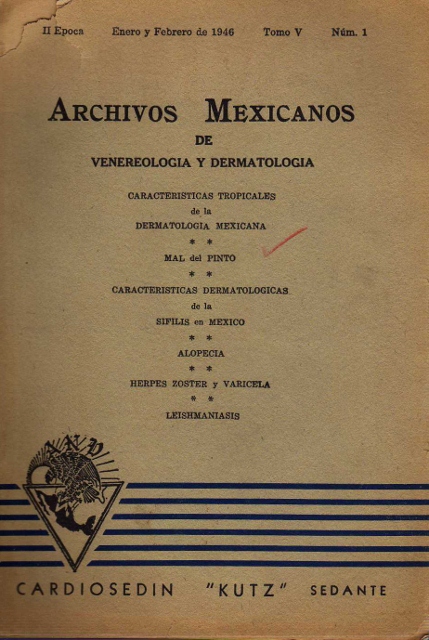 II Epoca Enero y Febrero de 1946 Tomo V Núm. 1
ARCHIVOS MEXICANOS
DE
VENEREOLOGIA Y DERMATOLOGIA
CARACTERISTICAS TROPICALES
de la
DERMATOLOGIA MEXICANA
* *
MAL del PINTO
* *
CARACTERISTICAS DERMATOLOGICAS
de la
SIFILIS en MEXICO
* *
ALOPECIA
* *
HERPES ZOSTER y VARICELA
* *
LEISHMANIASIS
CARDIOSEDIN "KUTZ" SEDANTE